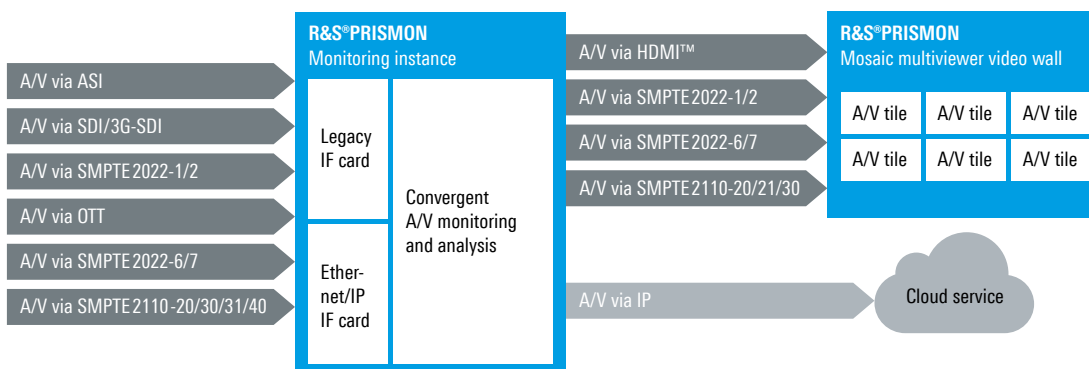 A/V via ASI
A/V via SDI/3G-SDI
A/V via SMPTE 2022-1/2
A/V via OTT
A/V via SMPTE 2022-6/7
A/V via SMPTE 2110-20/30/31/40
R&S®PRISMON
Monitoring instance
Legacy
IF card
Ether-
net/IP
IF card
Convergent
A/V monitoring
and analysis
A/V via HDMI™
A/V via SMPTE 2022-1/2
A/V via SMPTE 2022-6/7
A/V via SMPTE 2110-20/21/30
A/V via IP
R&S®PRISMON
Mosaic multiviewer video wall
A/V tile A/V tile A/V tile
A/V tile A/V tile A/V tile
Cloud service